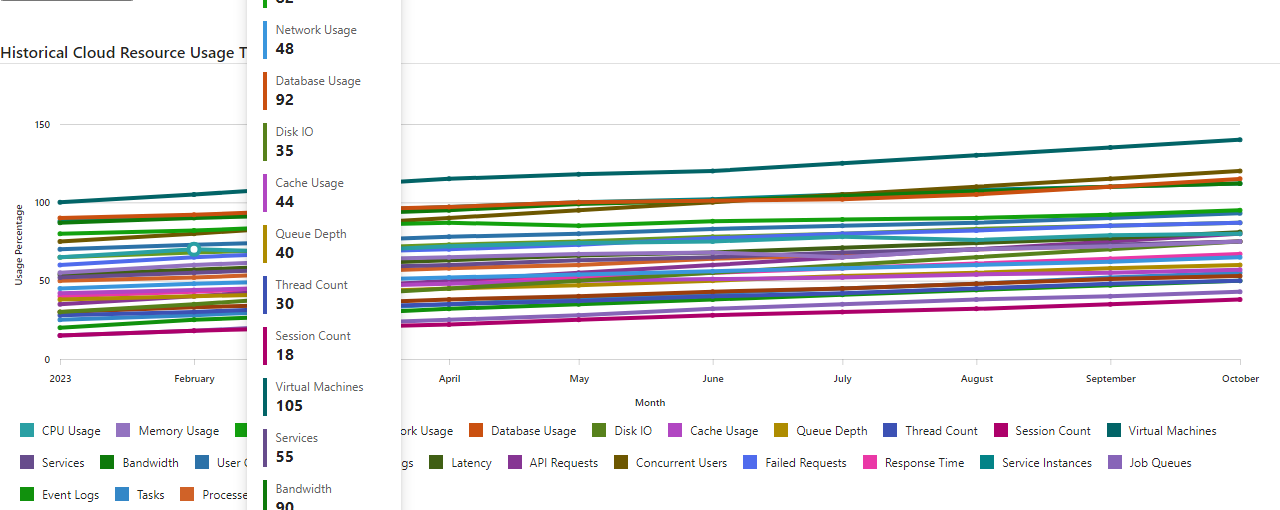 Historical Cloud Resource Usage T
Network Usage
48
Database Usage
92
Disk IO
35
Cache Usage
44
Queue Depth
40
Thread Count
30
Session Count
18
Virtual Machines
105
Services
55
Bandwidth
90
150
100
50
0
Usage Percentage
2023 February April May June July August September October
Month
CPU Usage Memory Usage rk Usage Database Usage Disk IO Cache Usage Queue Depth Thread Count Session Count Virtual Machines
Services Bandwidth User gs Latency API Requests Concurrent Users Failed Requests Response Time Service Instances Job Queues
Event Logs Tasks Processe